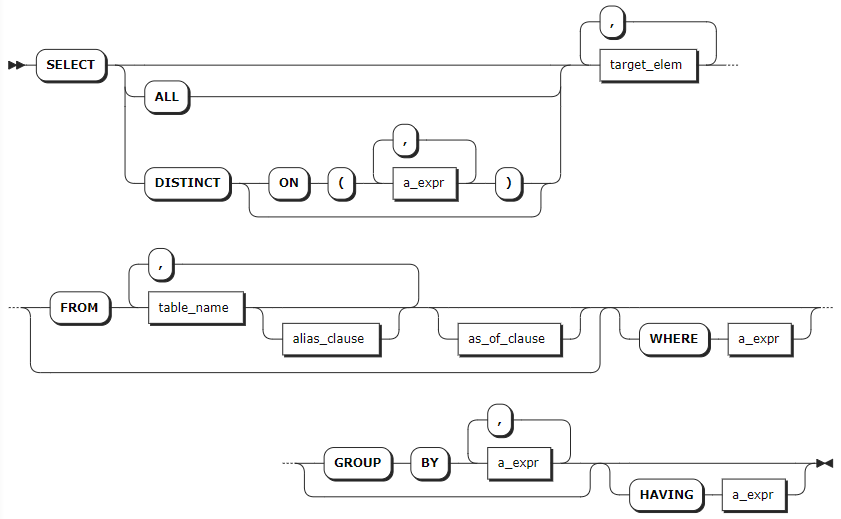 ,
SELECT target_elem
ALL
,
DISTINCT ON ( a_expr )
,
FROM table_name
alias_clause as_of_clause WHERE a_expr
,
GROUP BY a_expr
HAVING a_expr